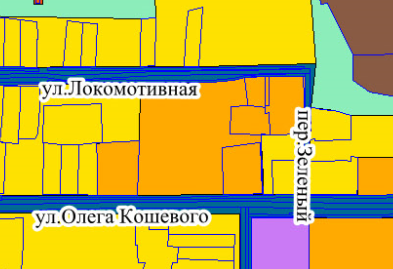 ул.Локомотивная
пер.Зеленый
ул.Олега Кошевого